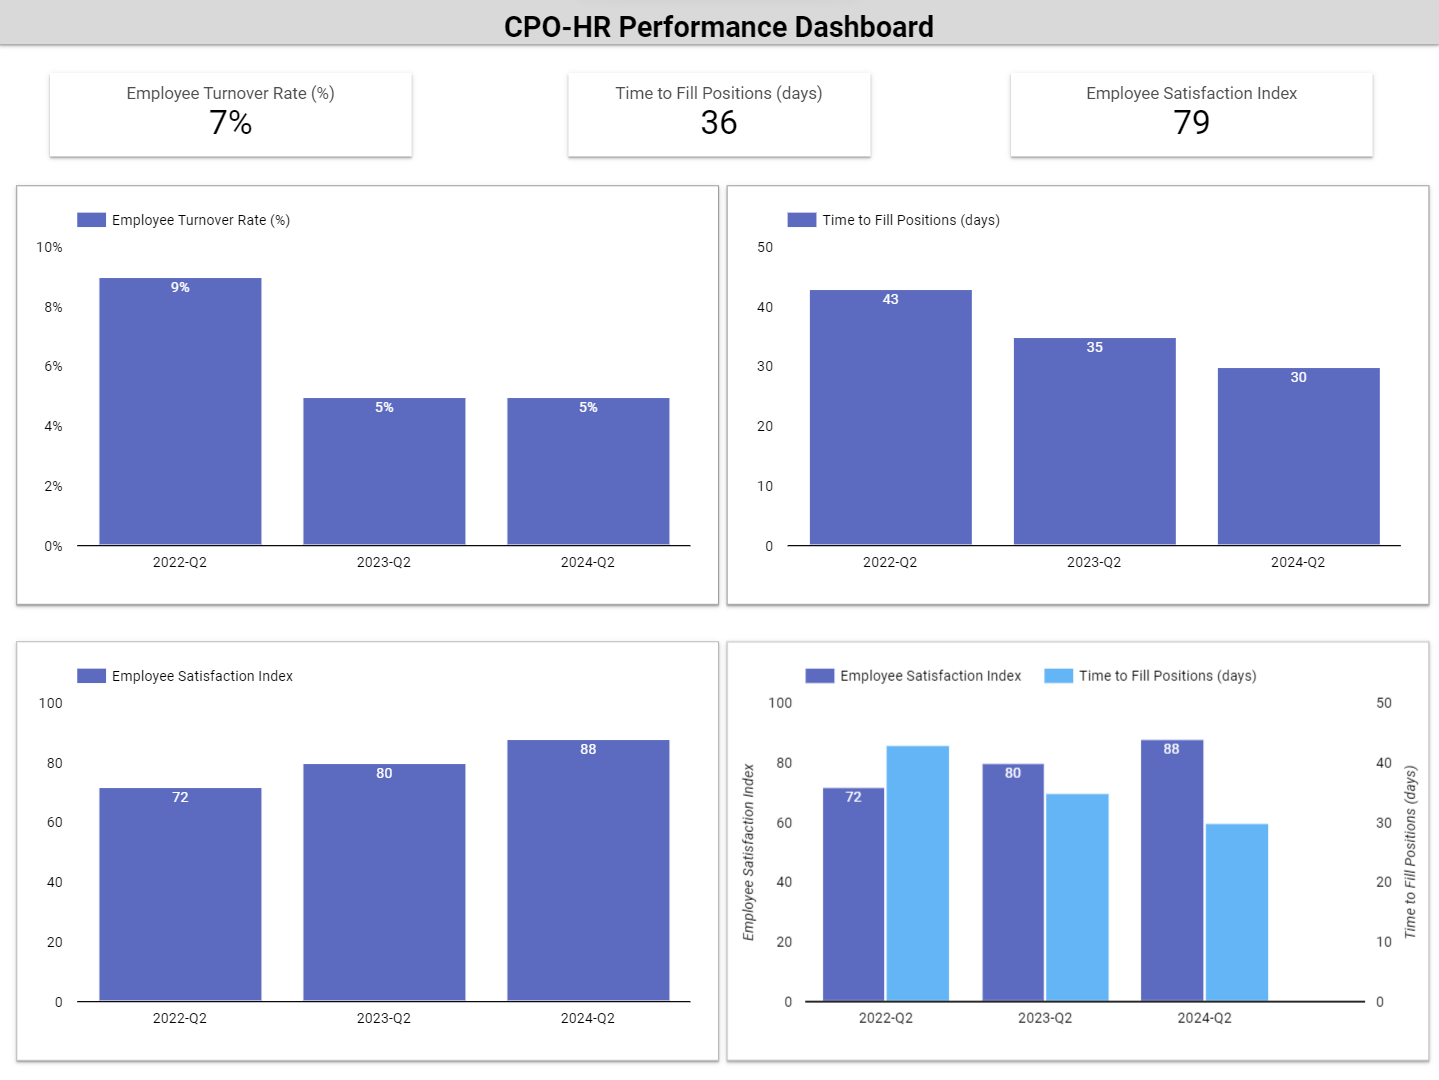 CPO-HR Performance Dashboard
Employee Turnover Rate (%)
7%
Time to Fill Positions (days)
36
Employee Satisfaction Index
79
Employee Turnover Rate (%)
10%
8%
6%
4%
2%
0%
9%
5%
5%
2022-Q2
2023-Q2
2024-Q2
Time to Fill Positions (days)
50
40
30
20
10
0
43
35
30
2022-Q2
2023-Q2
2024-Q2
Employee Satisfaction Index
100
80
60
40
20
0
72
80
88
2022-Q2
2023-Q2
2024-Q2
Employee Satisfaction Index
Time to Fill Positions (days)
Employee Satisfaction Index
100
80
60
40
20
0
72
80
88
50
40
30
20
10
0
Time to Fill Positions (days)
2022-Q2
2023-Q2
2024-Q2